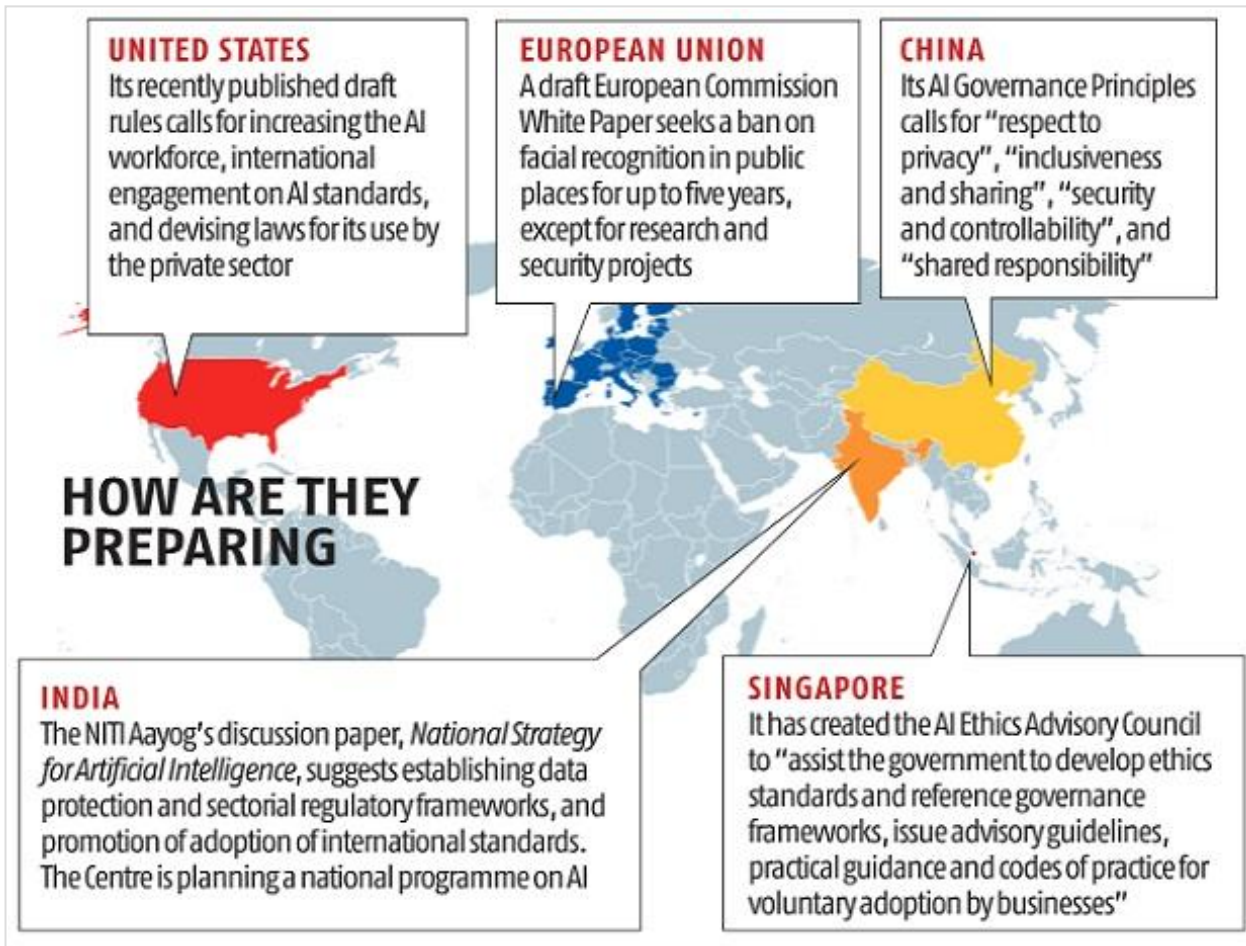 UNITED STATES
Its recently published draft
rules calls for increasing the AI
workforce, international
engagement on AI standards,
and devising laws for its use by
the private sector
EUROPEAN UNION
A draft European Commission
White Paper seeks a ban on
facial recognition in public
places for up to five years,
except for research and
security projects
CHINA
Its AI Governance Principles
calls for “respect to
privacy”, “inclusiveness
and sharing”, “security
and controllability”, and
“shared responsibility”
HOW ARE THEY
PREPARING
INDIA
The NITI Aayog’s discussion paper, National Strategy
for Artificial Intelligence, suggests establishing data
protection and sectorial regulatory frameworks, and
promotion of adoption of international standards.
The Centre is planning a national programme on AI
SINGAPORE
It has created the AI Ethics Advisory Council
to “assist the government to develop ethics
standards and reference governance
frameworks, issue advisory guidelines,
practical guidance and codes of practice for
voluntary adoption by businesses”